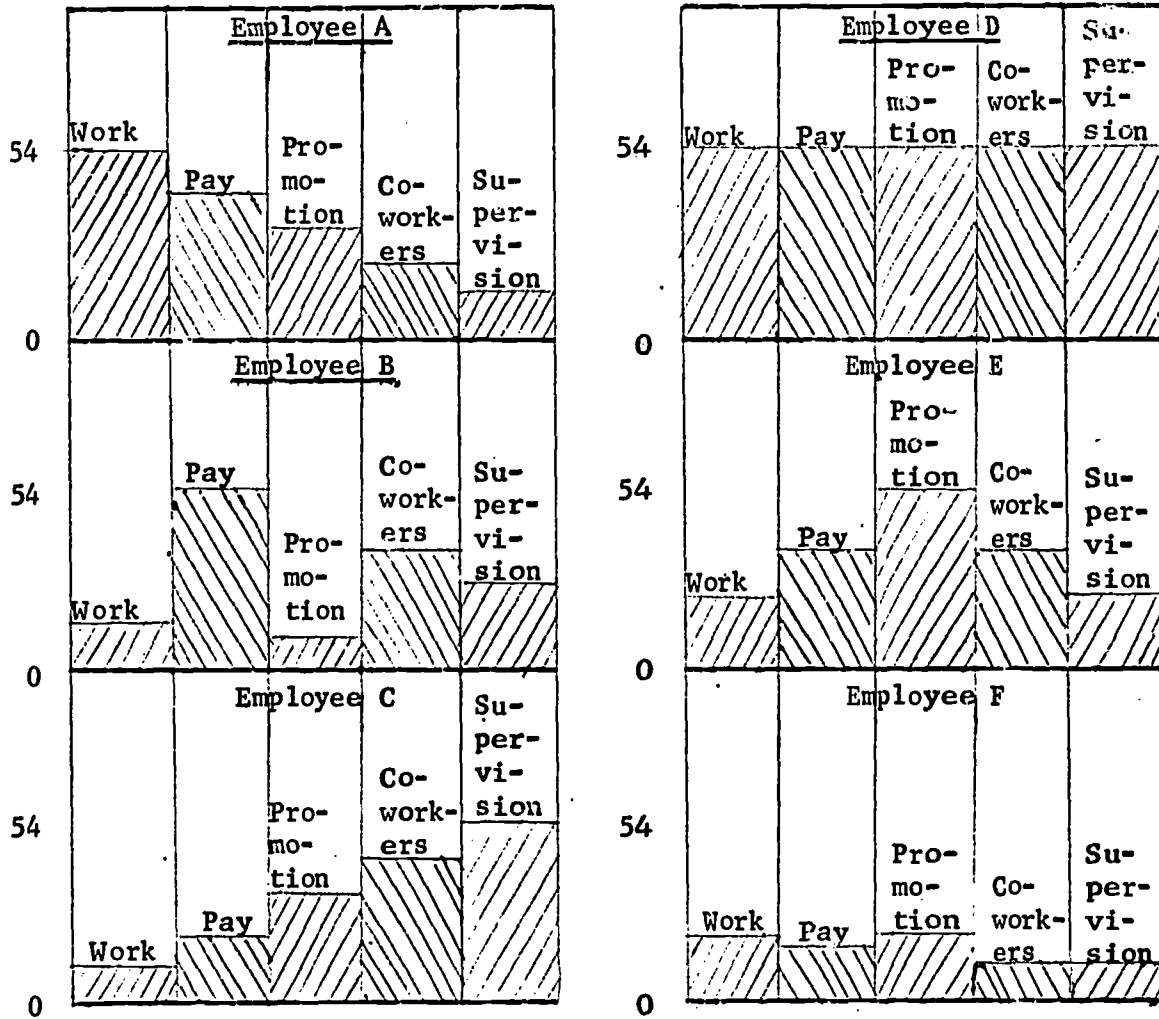 Employee A
Work
54
Pay
Pro-
mo-
tion
Co-
work-
ers
Su-
per-
vi-
sion
0
Employee B
54
Work
Pay
Pro-
mo-
tion
Co-
work-
ers
Su-
per-
vi-
sion
0
Employee C
54
Work
Pay
Pro-
mo-
tion
Co-
work-
ers
Su-
per-
vi-
sion
0
Employee D
54
Work
Pay
Pro-
mo-
tion
Co-
work-
ers
Su-
per-
vi-
sion
0
Employee E
54
Work
Pay
Pro-
mo-
tion
Co-
work-
ers
Su-
per-
vi-
sion
0
Employee F
54
Work
Pay
Pro-
mo-
tion
Co-
work-
ers
Su-
per-
vi-
sion
0